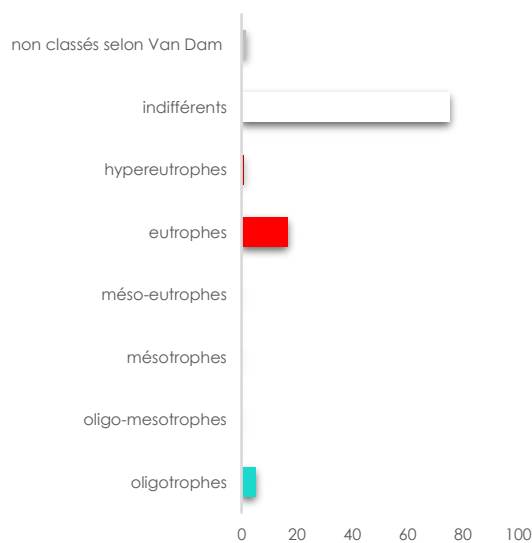 non classés selon Van Dam
indifférents
hypereutrophes
eutrophes
méso-eutrophes
mésotrophes
oligo-mesotrophes
oligotrophes
0 20 40 60 80 100